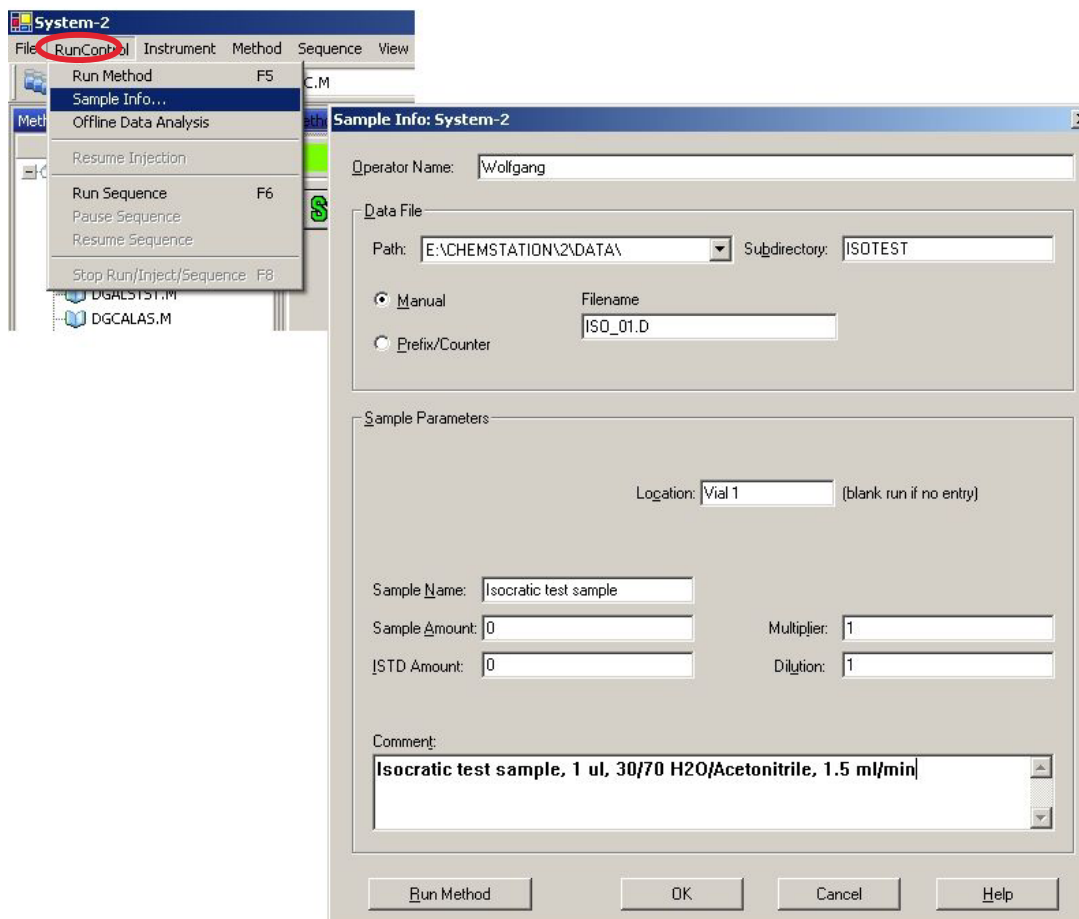 System-2
File RunControl Instrument Method Sequence View
Run Method F5
Sample Info...
Offline Data Analysis
Resume Injection
Run Sequence F6
Pause Sequence
Resume Sequence
Stop Run/Inject/Sequence F8
C.M
Meth
ethod
S
DGALSTST.M
DGCALAS.M
Sample Info: System-2
Operator Name: Wolfgang
Data File
Path: E:\CHEMSTATION\2\DATA\ Subdirectory: ISOTEST
Manual Filename
ISO_01.D
Prefix/Counter
Sample Parameters
Location: Vial 1 (blank run if no entry)
Sample Name: Isocratic test sample
Sample Amount: 0 Multiplier: 1
ISTD Amount: 0 Dilution: 1
Comment:
Isocratic test sample, 1 ul, 30/70 H2O/Acetonitrile, 1.5 ml/min
Run Method OK Cancel Help